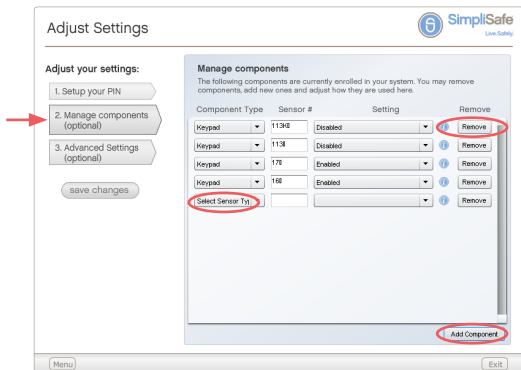 Adjust Settings
SimpliSafe
Live. Safely.
Adjust your settings:
1. Setup your PIN
2. Manage components
(optional)
3. Advanced Settings
(optional)
save changes
Manage components
The following components are currently enrolled in your system. You may remove
components, add new ones and adjust how they are used here.
Component Type Sensor # Setting Remove
Keypad 113K0 Disabled Remove
Keypad 1130 Disabled Remove
Keypad 170 Enabled Remove
Keypad 160 Enabled Remove
Select Sensor Ty Remove
Add Component
Menu
Exit